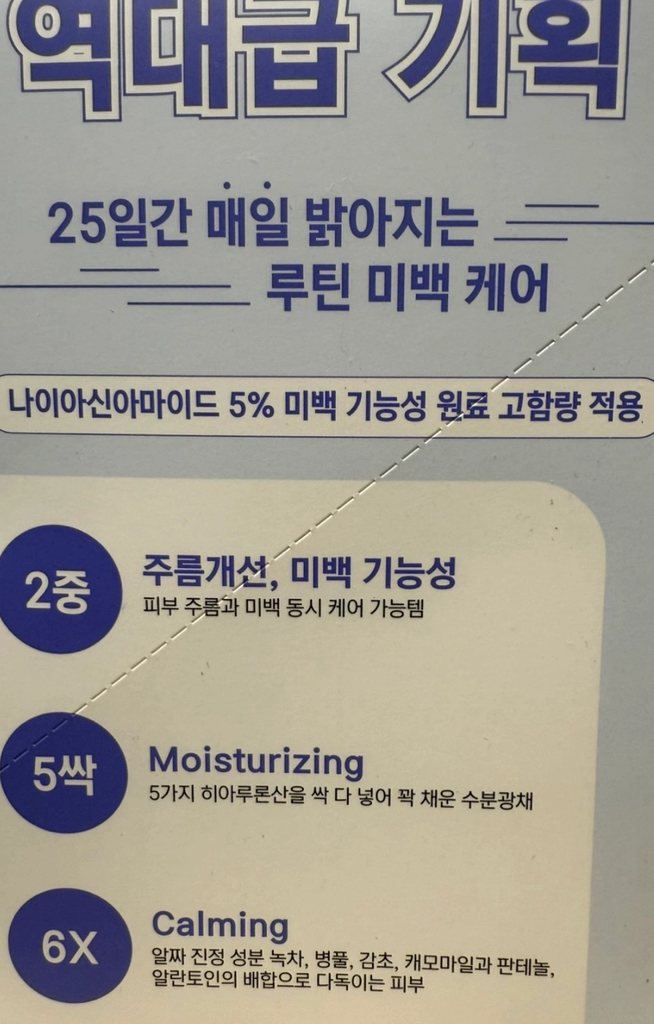 역대급 기획
25일간 매일 밝아지는
루틴 미백 케어
나이아신아마이드 5% 미백 기능성 원료 고함량 적용
2중
주름개선, 미백 기능성
피부 주룸과 미백 동시 케어 가능템
5싹
Moisturizing
5가지 히아루론산을 싹 다 넣어 꽉 채운 수분광채
6X
Calming
알짜 진정 성분 녹차, 병풀, 감초, 캐모마일과 판테놀,
알란토인의 배합으로 다독이는 피부